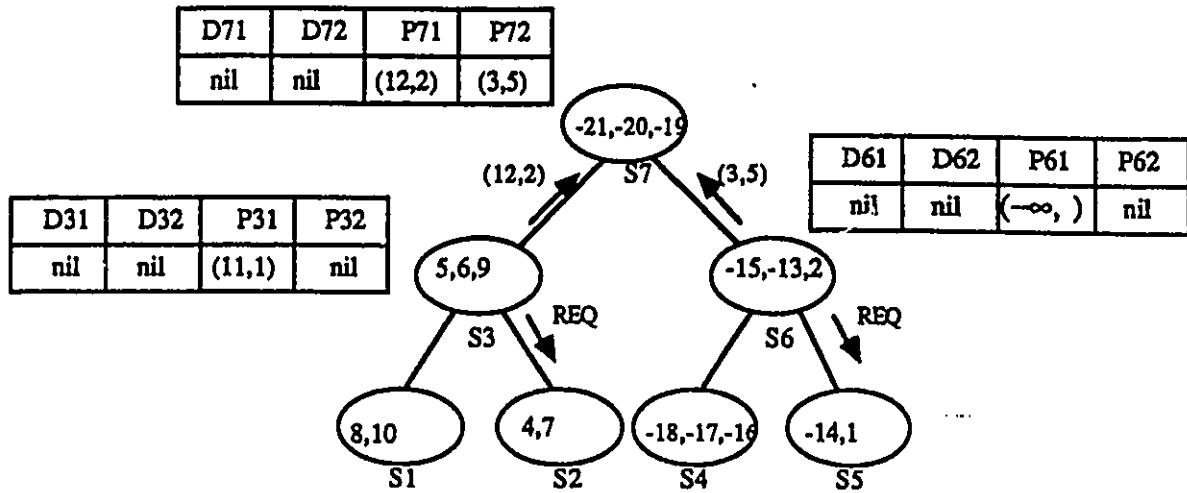 D71 D72 P71 P72
nil nil (12,2) (3,5)
-21,-20,-19
S7
(12,2)
(3,5)
D61 D62 P61 P62
nil nil (-∞, ) nil
D31 D32 P31 P32
nil nil (11,1) nil
5,6,9
S3
REQ
-15,-13,2
S6
REQ
8,10
S1
4,7
S2
-18,-17,-16
S4
-14,1
S5